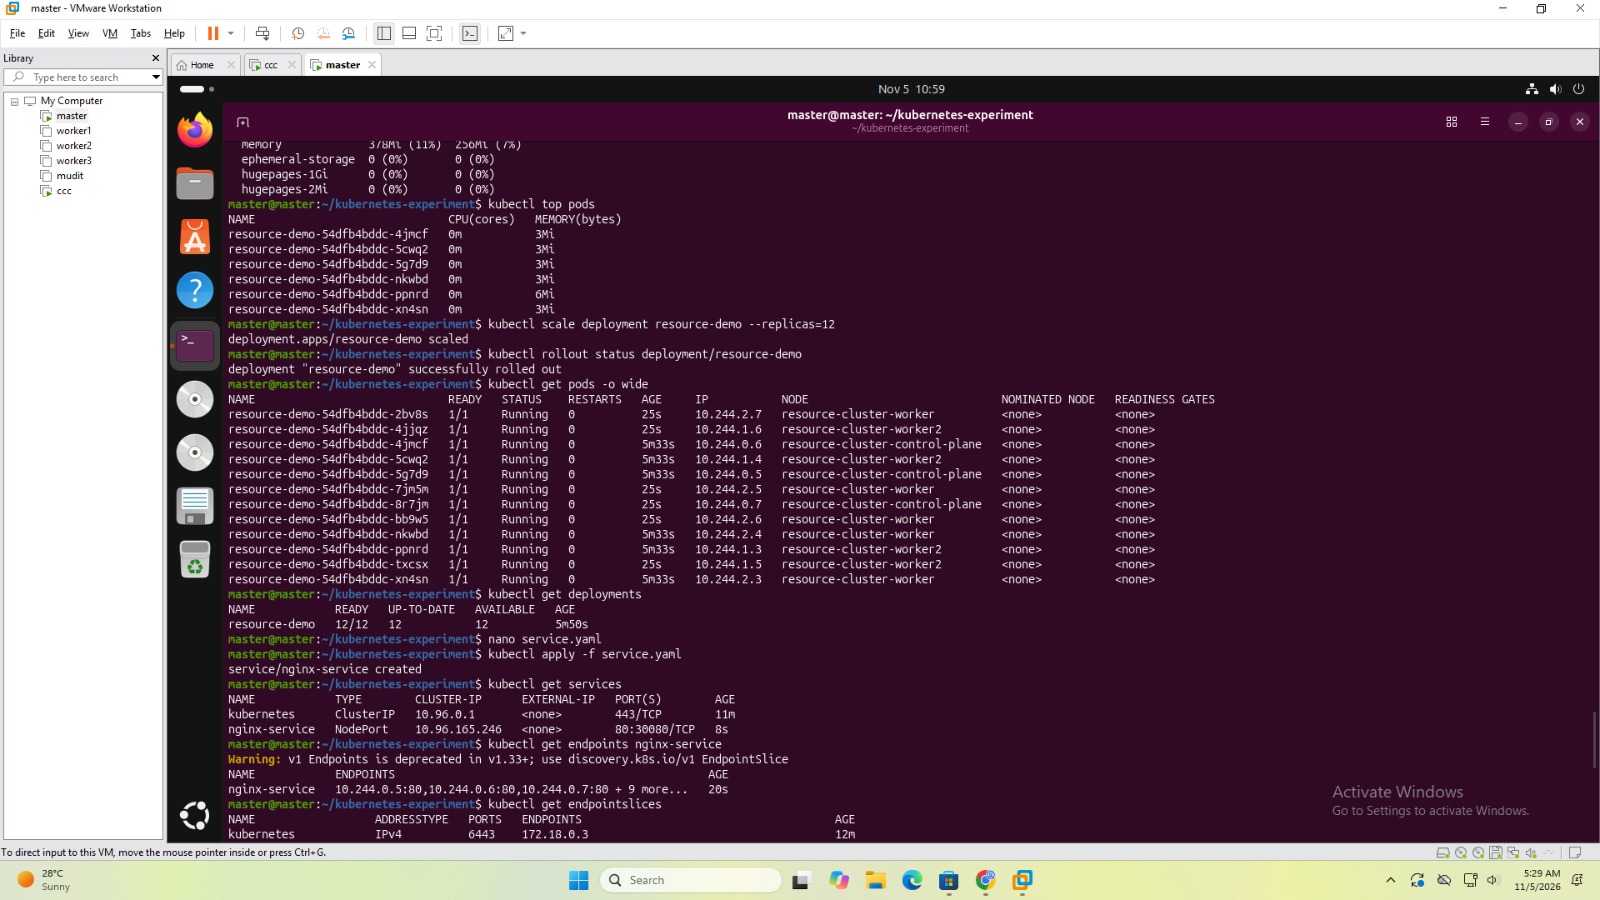 master - VMware Workstation
File Edit View VM Tabs Help
Library
Type here to search
My Computer
master
worker1
worker2
worker3
mudit
ccc
Home ccc master
Nov 5 10:59
master@master: ~/kubernetes-experiment
~/kubernetes-experiment
memory 378Mi (11%) 256Mi (7%)
ephemeral-storage 0 (0%) 0 (0%)
hugepages-1Gi 0 (0%) 0 (0%)
hugepages-2Mi 0 (0%) 0 (0%)
master@master:~/kubernetes-experiment$ kubectl top pods
NAME CPU(cores) MEMORY(bytes)
resource-demo-54dfb4bddc-4jmcf 0m 3Mi
resource-demo-54dfb4bddc-5cwq2 0m 3Mi
resource-demo-54dfb4bddc-5g7d9 0m 3Mi
resource-demo-54dfb4bddc-nkwbd 0m 3Mi
resource-demo-54dfb4bddc-ppnrd 0m 6Mi
resource-demo-54dfb4bddc-xn4sn 0m 3Mi
master@master:~/kubernetes-experiment$ kubectl scale deployment resource-demo --replicas=12
deployment.apps/resource-demo scaled
master@master:~/kubernetes-experiment$ kubectl rollout status deployment/resource-demo
deployment "resource-demo" successfully rolled out
master@master:~/kubernetes-experiment$ kubectl get pods -o wide
NAME READY STATUS RESTARTS AGE IP NODE NOMINATED NODE READINESS GATES
resource-demo-54dfb4bddc-2bv8s 1/1 Running 0 25s 10.244.2.7 resource-cluster-worker <none> <none>
resource-demo-54dfb4bddc-4jjqz 1/1 Running 0 25s 10.244.1.6 resource-cluster-worker2 <none> <none>
resource-demo-54dfb4bddc-4jmcf 1/1 Running 0 5m33s 10.244.0.6 resource-cluster-control-plane <none> <none>
resource-demo-54dfb4bddc-5cwq2 1/1 Running 0 5m33s 10.244.1.4 resource-cluster-worker2 <none> <none>
resource-demo-54dfb4bddc-5g7d9 1/1 Running 0 5m33s 10.244.0.5 resource-cluster-control-plane <none> <none>
resource-demo-54dfb4bddc-7jm5m 1/1 Running 0 25s 10.244.2.5 resource-cluster-worker <none> <none>
resource-demo-54dfb4bddc-8r7jm 1/1 Running 0 25s 10.244.0.7 resource-cluster-control-plane <none> <none>
resource-demo-54dfb4bddc-bb9w5 1/1 Running 0 25s 10.244.2.6 resource-cluster-worker <none> <none>
resource-demo-54dfb4bddc-nkwbd 1/1 Running 0 5m33s 10.244.2.4 resource-cluster-worker <none> <none>
resource-demo-54dfb4bddc-ppnrd 1/1 Running 0 5m33s 10.244.1.3 resource-cluster-worker2 <none> <none>
resource-demo-54dfb4bddc-txcsx 1/1 Running 0 25s 10.244.1.5 resource-cluster-worker2 <none> <none>
resource-demo-54dfb4bddc-xn4sn 1/1 Running 0 5m33s 10.244.2.3 resource-cluster-worker <none> <none>
master@master:~/kubernetes-experiment$ kubectl get deployments
NAME READY UP-TO-DATE AVAILABLE AGE
resource-demo 12/12 12 12 5m50s
master@master:~/kubernetes-experiment$ nano service.yaml
master@master:~/kubernetes-experiment$ kubectl apply -f service.yaml
service/nginx-service created
master@master:~/kubernetes-experiment$ kubectl get services
NAME TYPE CLUSTER-IP EXTERNAL-IP PORT(S) AGE
kubernetes ClusterIP 10.96.0.1 <none> 443/TCP 11m
nginx-service NodePort 10.96.165.246 <none> 80:30080/TCP 8s
master@master:~/kubernetes-experiment$ kubectl get endpoints nginx-service
Warning: v1 Endpoints is deprecated in v1.33+; use discovery.k8s.io/v1 EndpointSlice
NAME ENDPOINTS AGE
nginx-service 10.244.0.5:80,10.244.0.6:80,10.244.0.7:80 + 9 more... 20s
master@master:~/kubernetes-experiment$ kubectl get endpointslices
NAME ADDRESSTYPE PORTS ENDPOINTS AGE
kubernetes IPv4 6443 172.18.0.3 12m
Activate Windows
Go to Settings to activate Windows.
To direct input to this VM, move the mouse pointer inside or press Ctrl+G.
28°C
Sunny
Search
5:29 AM
11/5/2026